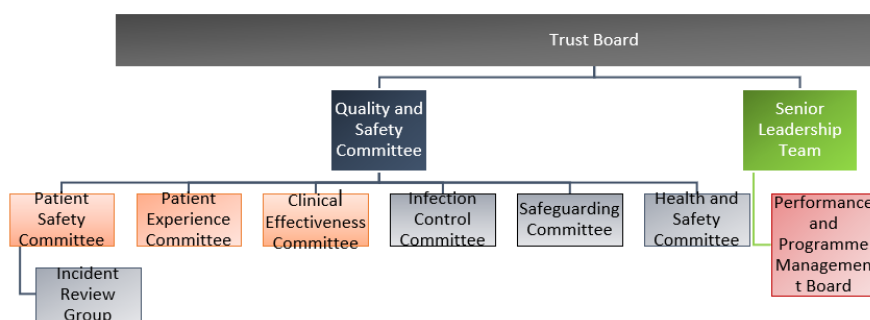 Trust Board
Quality and
Safety
Committee
Senior
Leadership
Team
Patient
Safety
Committee
Patient
Experience
Committee
Clinical
Effectiveness
Committee
Infection
Control
Committee
Safeguarding
Committee
Health and
Safety
Committee
Performance
and
Programme
Managemen
t Board
Incident
Review
Group